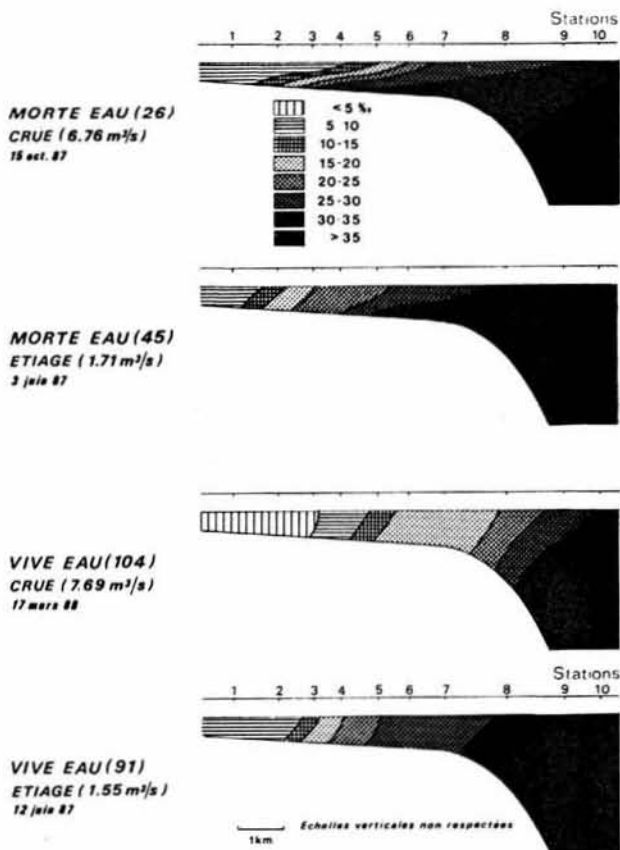 Stations
1 2 3 4 5 6 7 8 9 10
MORTE EAU (26)
CRUE (6.76 m³/s)
15 oct. 87
< 5 ‰
5 10
10-15
15-20
20-25
25-30
30-35
> 35
MORTE EAU (45)
ETIAGE (1.71 m³/s)
3 juin 87
VIVE EAU (104)
CRUE (7.69 m³/s)
17 mars 88
Stations
1 2 3 4 5 6 7 8 9 10
VIVE EAU (91)
ETIAGE (1.55 m³/s)
12 juin 87
1km
Echelles verticales non respectées